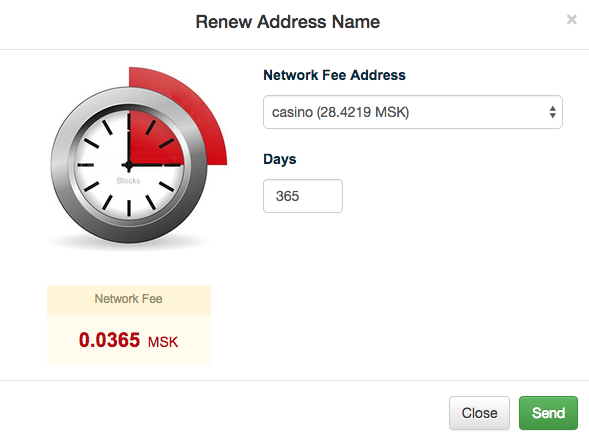 Renew Address Name
×
Network Fee Address
casino (28.4219 MSK)
Days
365
Blocks
Network Fee
0.0365 MSK
Close
Send